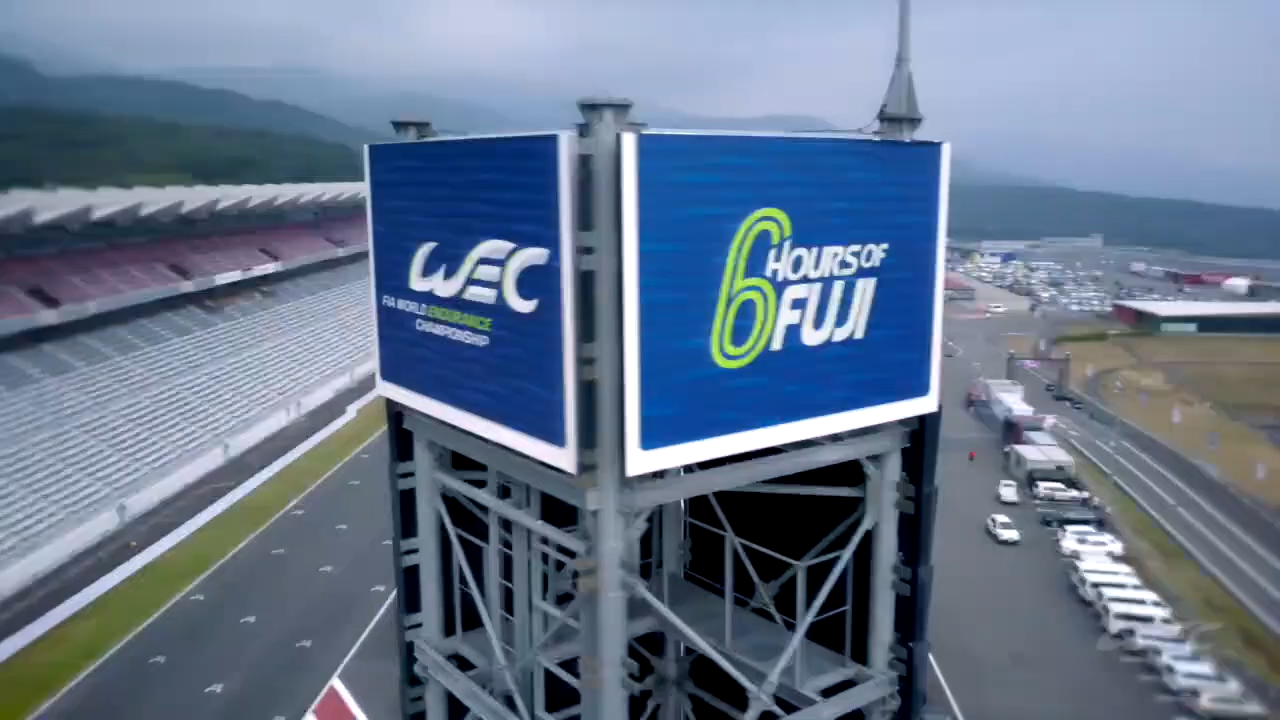 WEC
FIA WORLD ENDURANCE
CHAMPIONSHIP
6 HOURS OF
FUJI